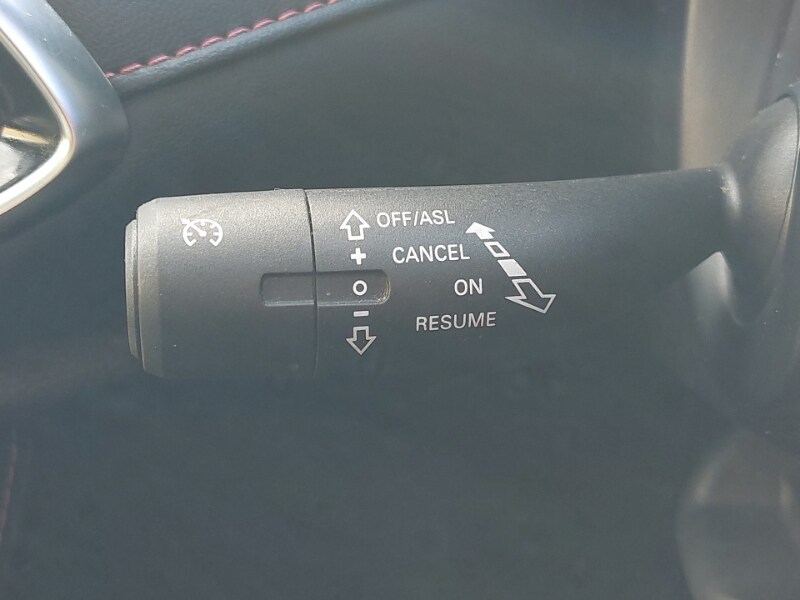 OFF/ASL
+ CANCEL
O ON
- RESUME